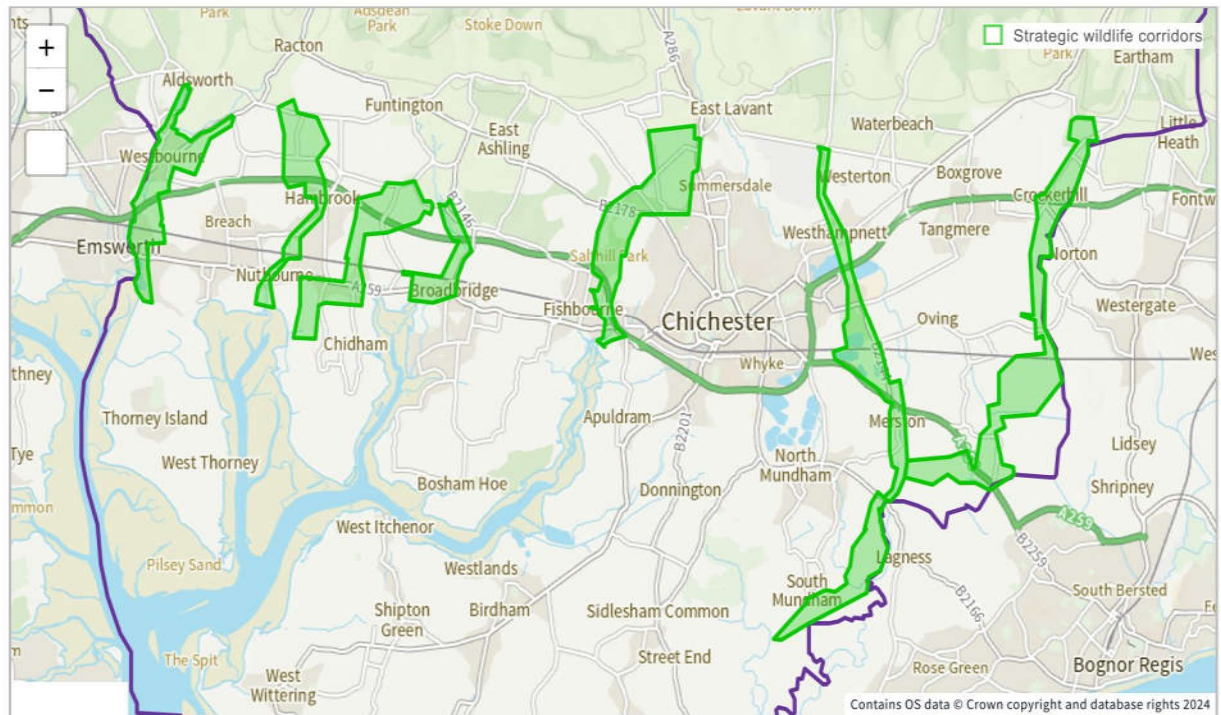 Park
Adsdean
Park
Stoke Down
Lavant Down
+
−
Strategic wildlife corridors
Park
Eartham
Racton
Aldsworth
Funtington
A286
East Lavant
East
Ashling
Waterbeach
Little
Heath
Westbourne
Westerton
Boxgrove
Summersdale
Hambrook
B2146
B2178
Crockerhill
Fontw
Breach
Westhampnett
Tangmere
Emsworth
Salthill Park
Norton
Nutbourne
A259
Broadbridge
Fishbourne
Westergate
Chichester
Oving
Chidham
Whyke
Wes
thney
Thorney Island
Apuldram
B2201
Merston
Lidsey
Tye
West Thorney
North
Mundham
Bosham Hoe
Donnington
Shripney
mmon
West Itchenor
A259
B2259
Pilsey Sand
Westlands
Lagness
South
Mundham
South Bersted
Shipton
Green
Birdham
Sidlesham Common
B2166
The Spit
Street End
West
Wittering
Rose Green
Bognor Regis
Contains OS data © Crown copyright and database rights 2024